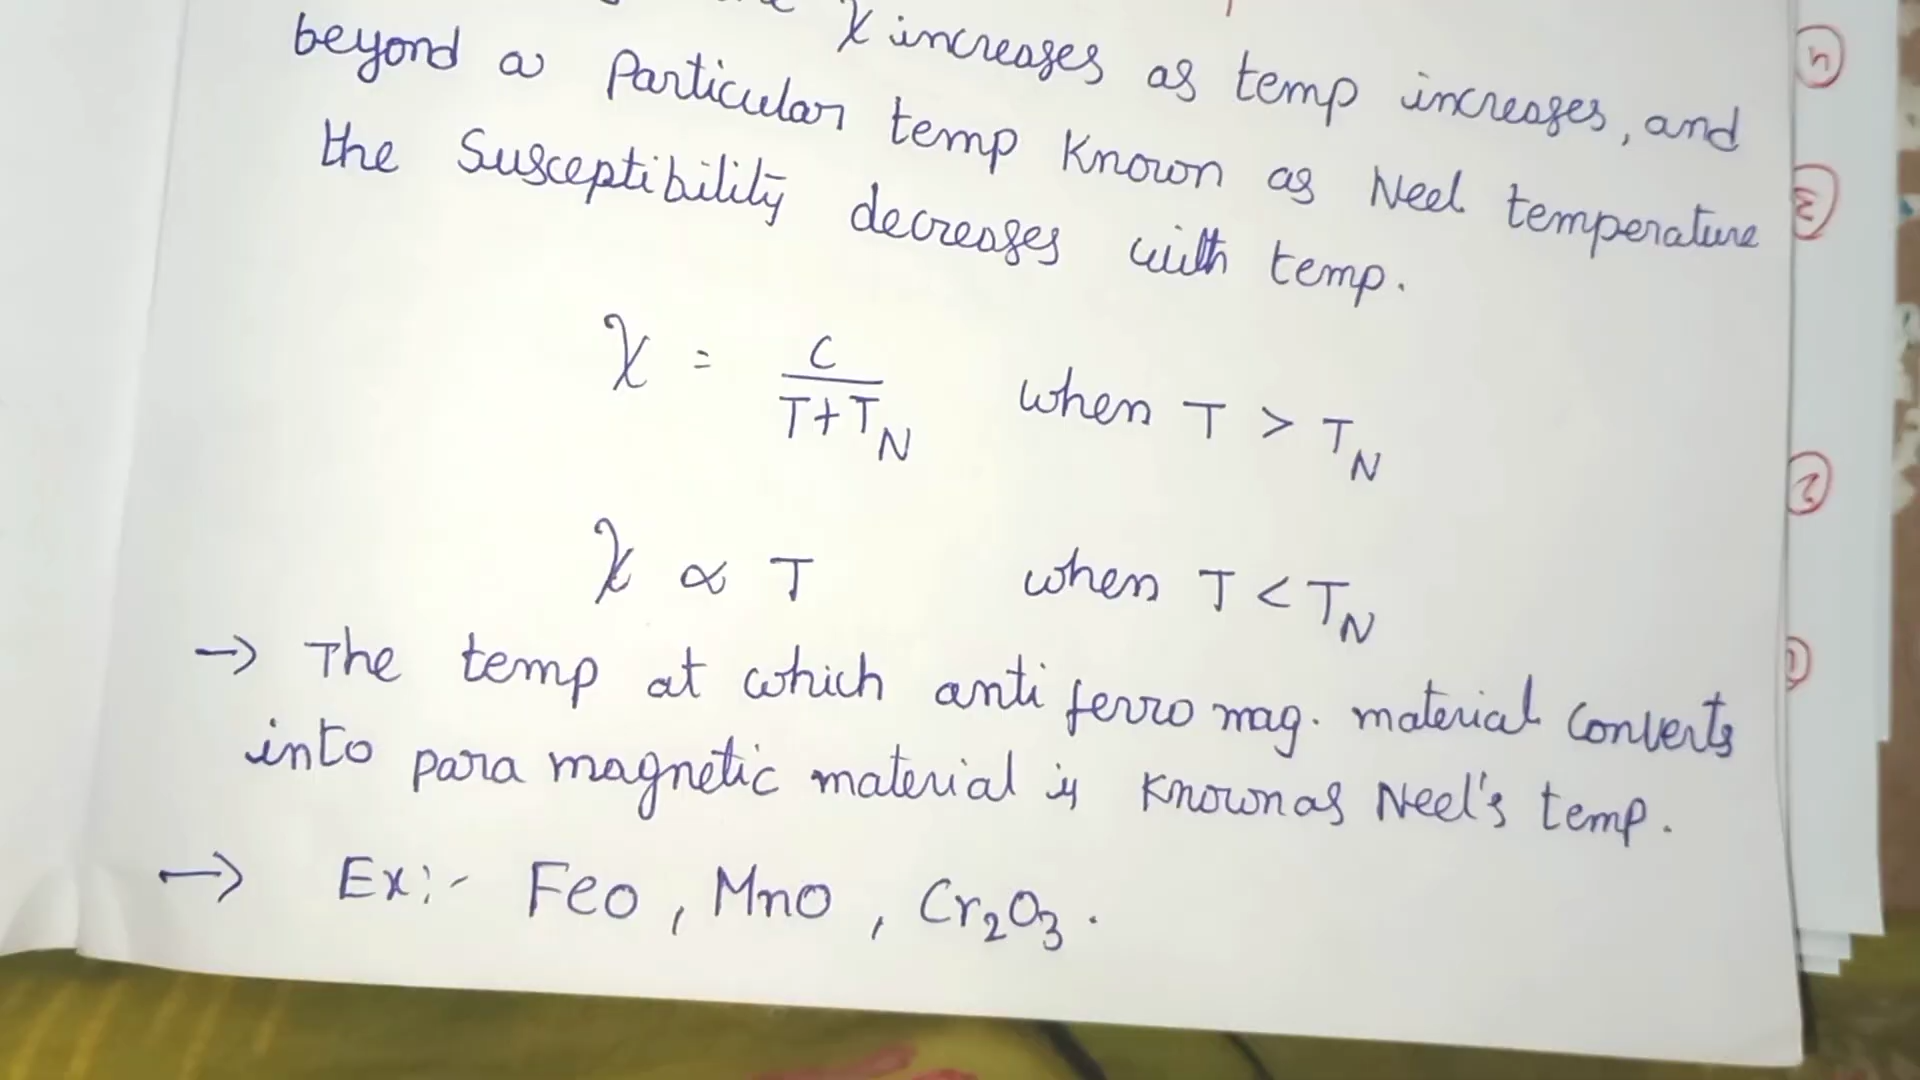 χ increases as temp increases, and
beyond a Particular temp Known as Neel temperature
the Susceptibility decreases with temp.
χ = C / T + T_N when T > T_N
χ ∝ T when T < T_N
→ The temp at which anti ferro mag. material Converts
into para magnetic material is Known as Neel's temp.
→ Ex:- FeO, MnO, Cr₂O₃.